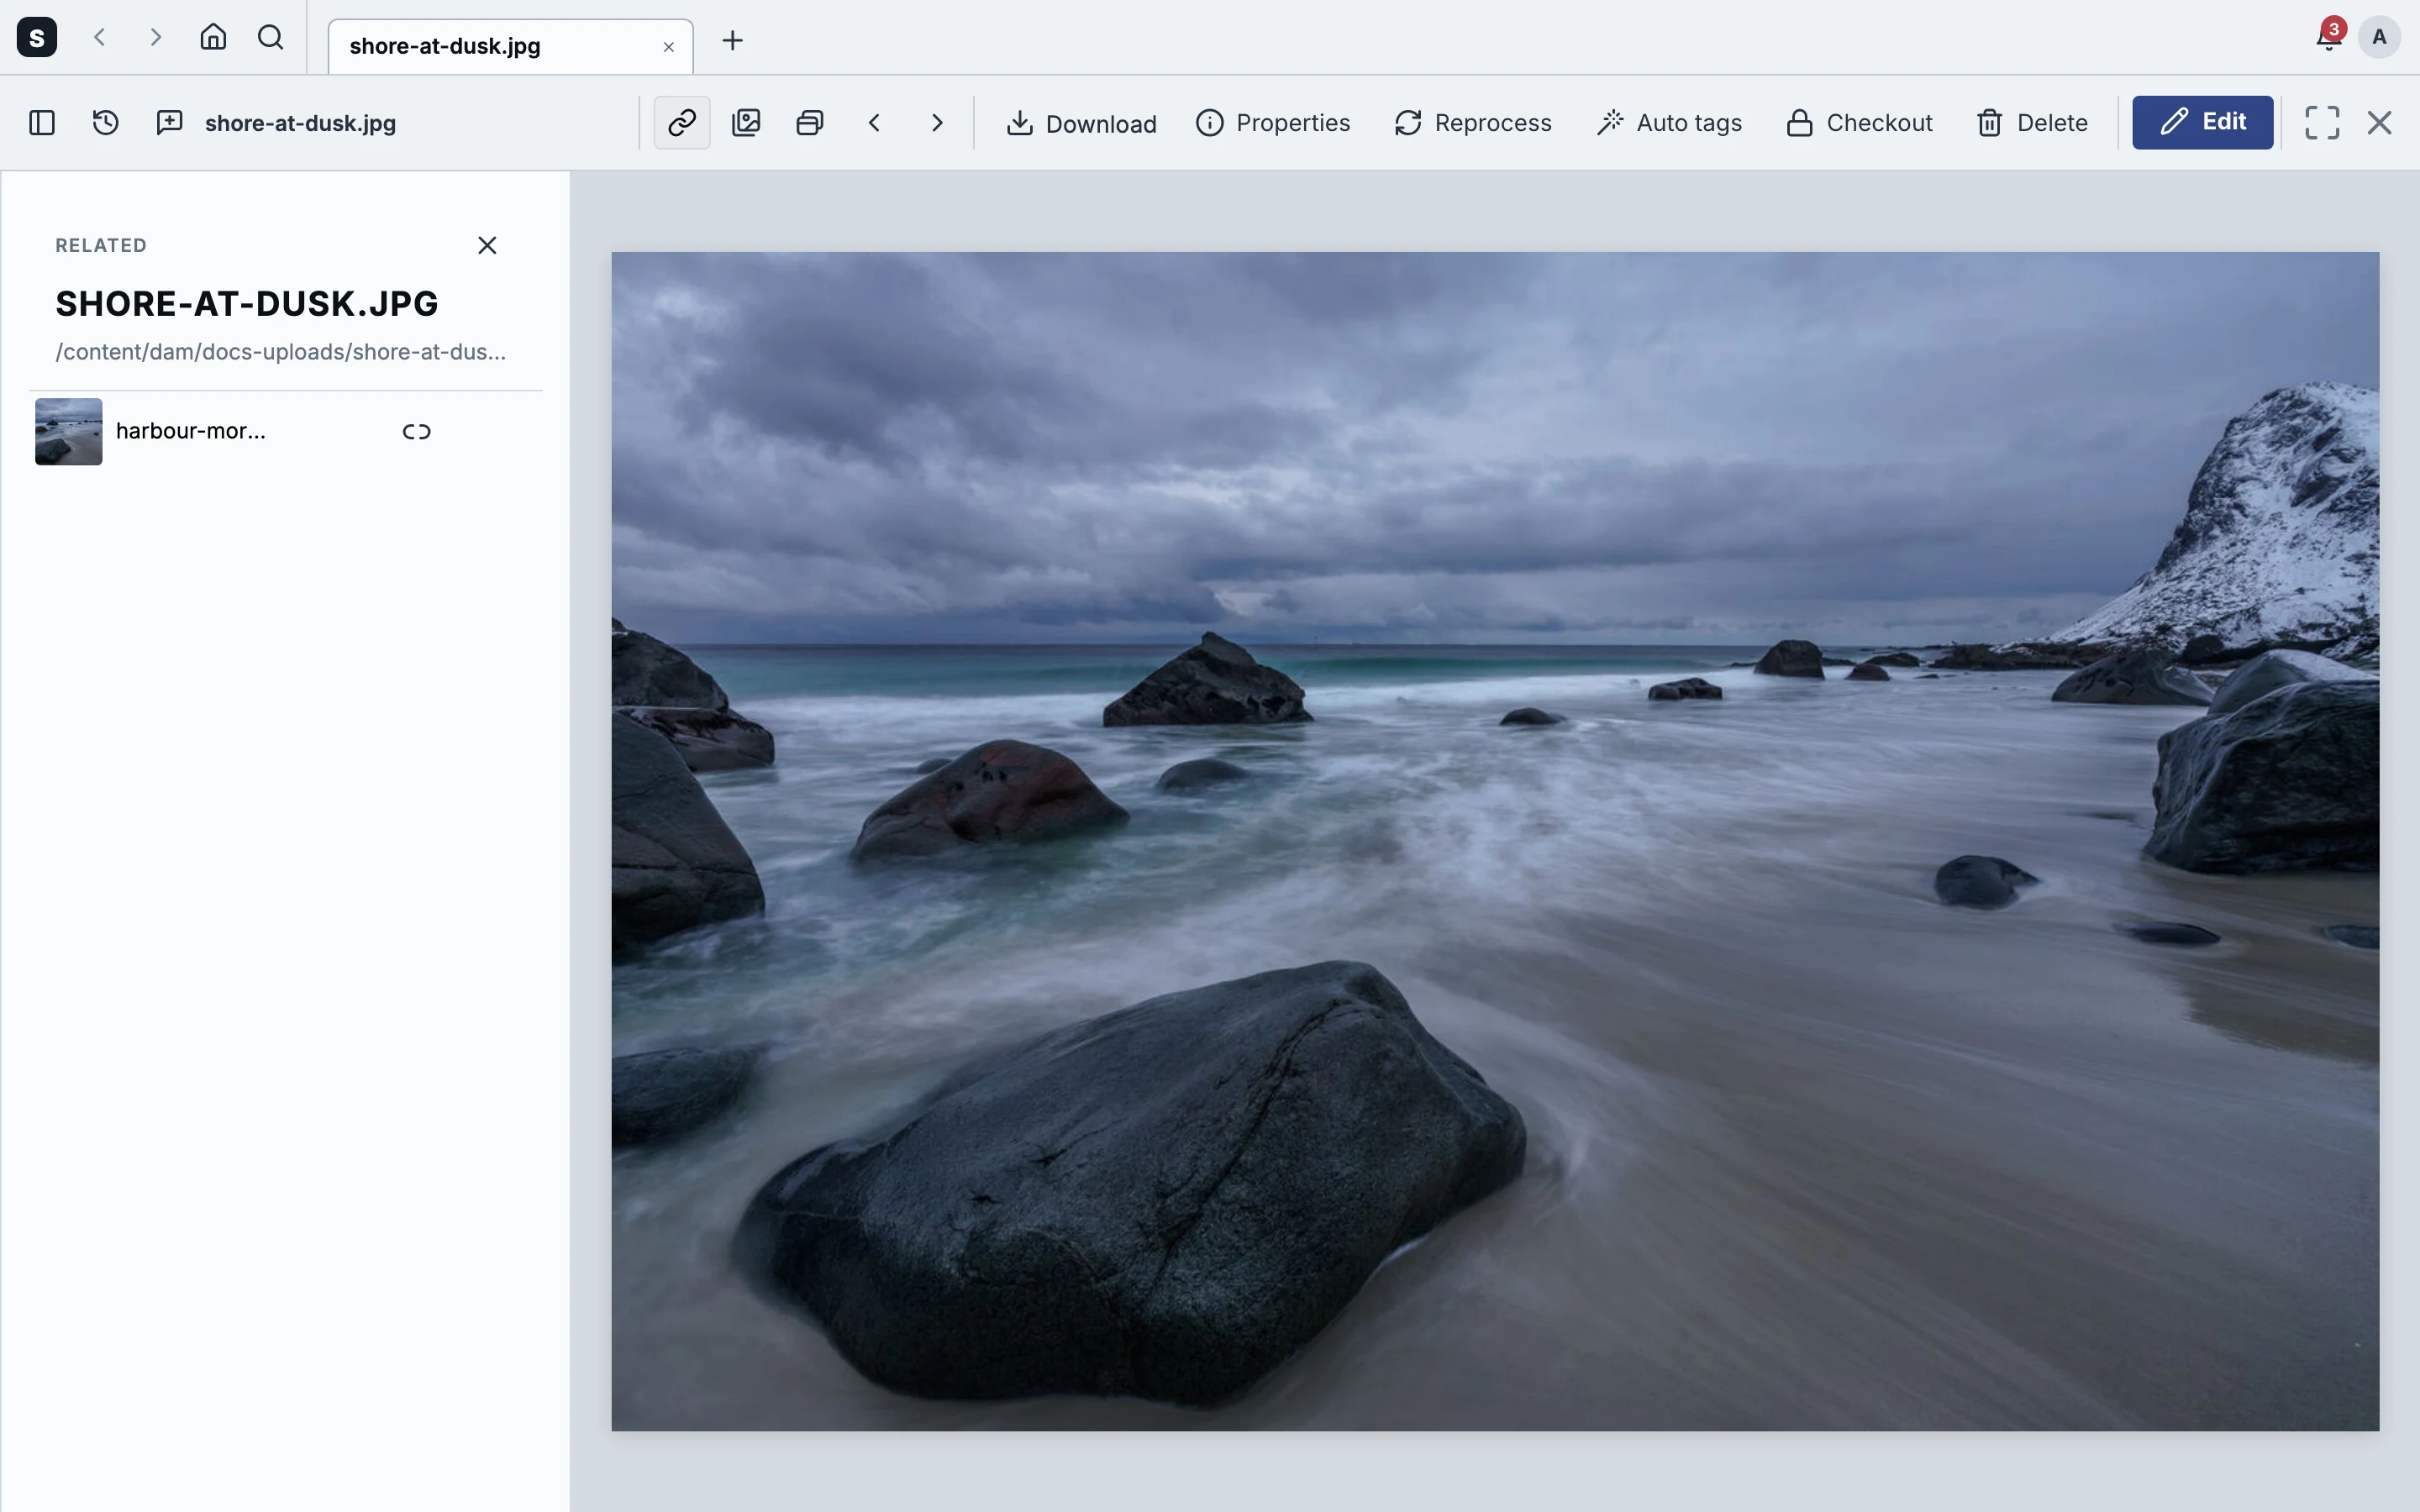 S
shore-at-dusk.jpg
3
A
shore-at-dusk.jpg
Download
Properties
Reprocess
Auto tags
Checkout
Delete
Edit
RELATED
SHORE-AT-DUSK.JPG
/content/dam/docs-uploads/shore-at-dus...
harbour-mor...